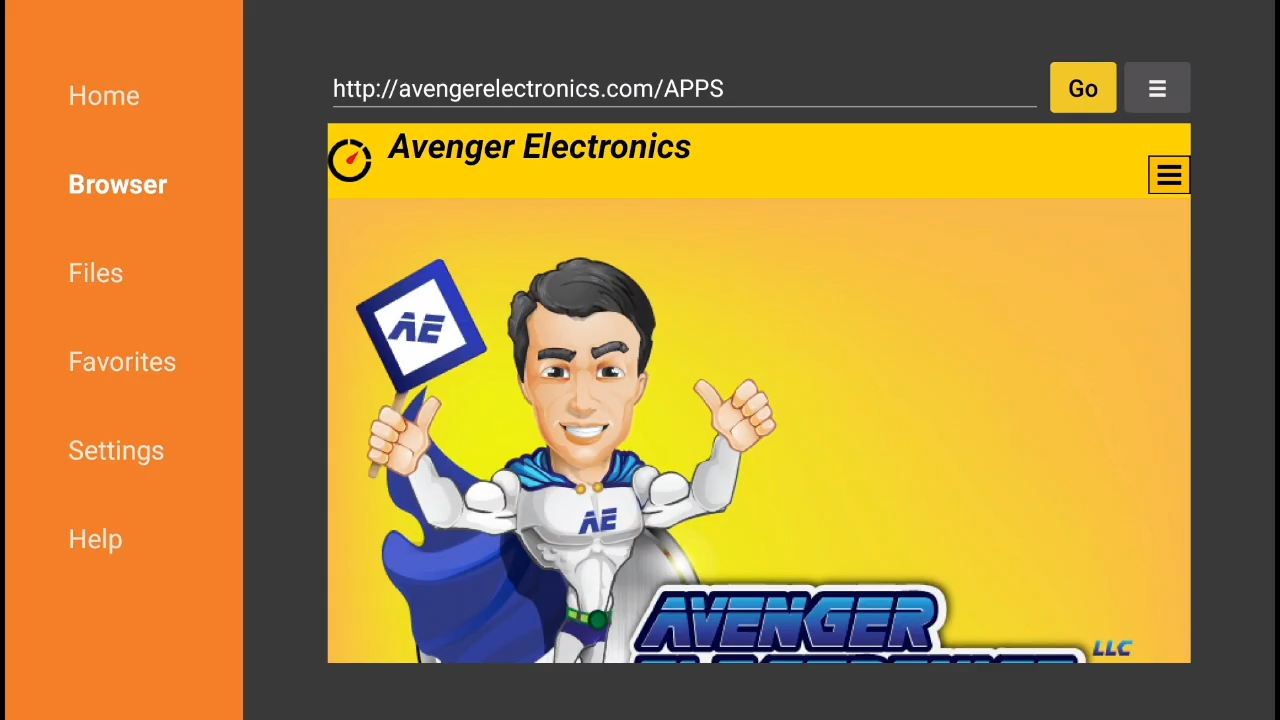 Home
Browser
Files
Favorites
Settings
Help
http://avengerelectronics.com/APPS
Go
Avenger Electronics
AE
AE
AVENGER
LLC